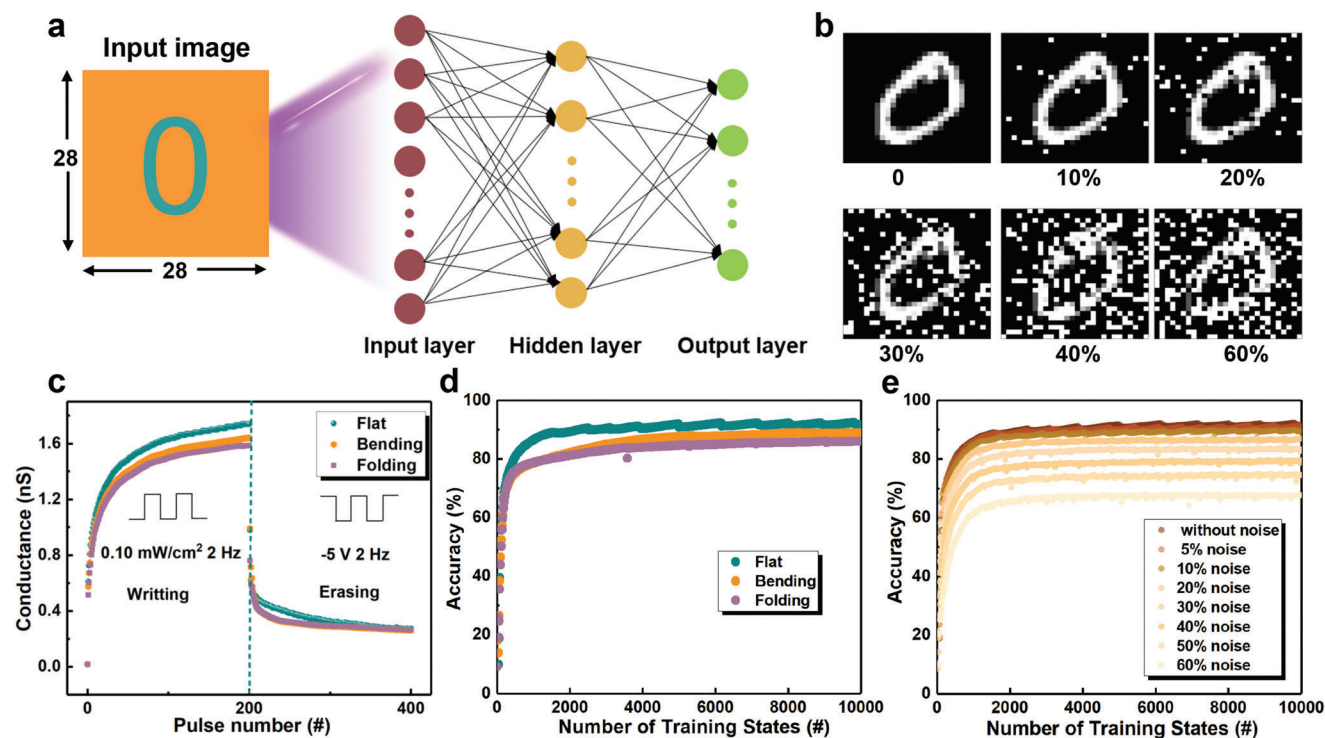 a
Input image
0
28
28
Input layer
Hidden layer
Output layer
b
0
10%
20%
30%
40%
60%
c
Conductance (nS)
1.6
1.2
0.8
0.4
0.0
Flat
Bending
Folding
0.10 mW/cm² 2 Hz
-5 V 2 Hz
Writting
Erasing
0
200
400
Pulse number (#)
d
Accuracy (%)
100
80
60
40
20
0
Flat
Bending
Folding
0
2000
4000
6000
8000
10000
Number of Training States (#)
e
Accuracy (%)
100
80
60
40
20
0
without noise
5% noise
10% noise
20% noise
30% noise
40% noise
50% noise
60% noise
0
2000
4000
6000
8000
10000
Number of Training States (#)